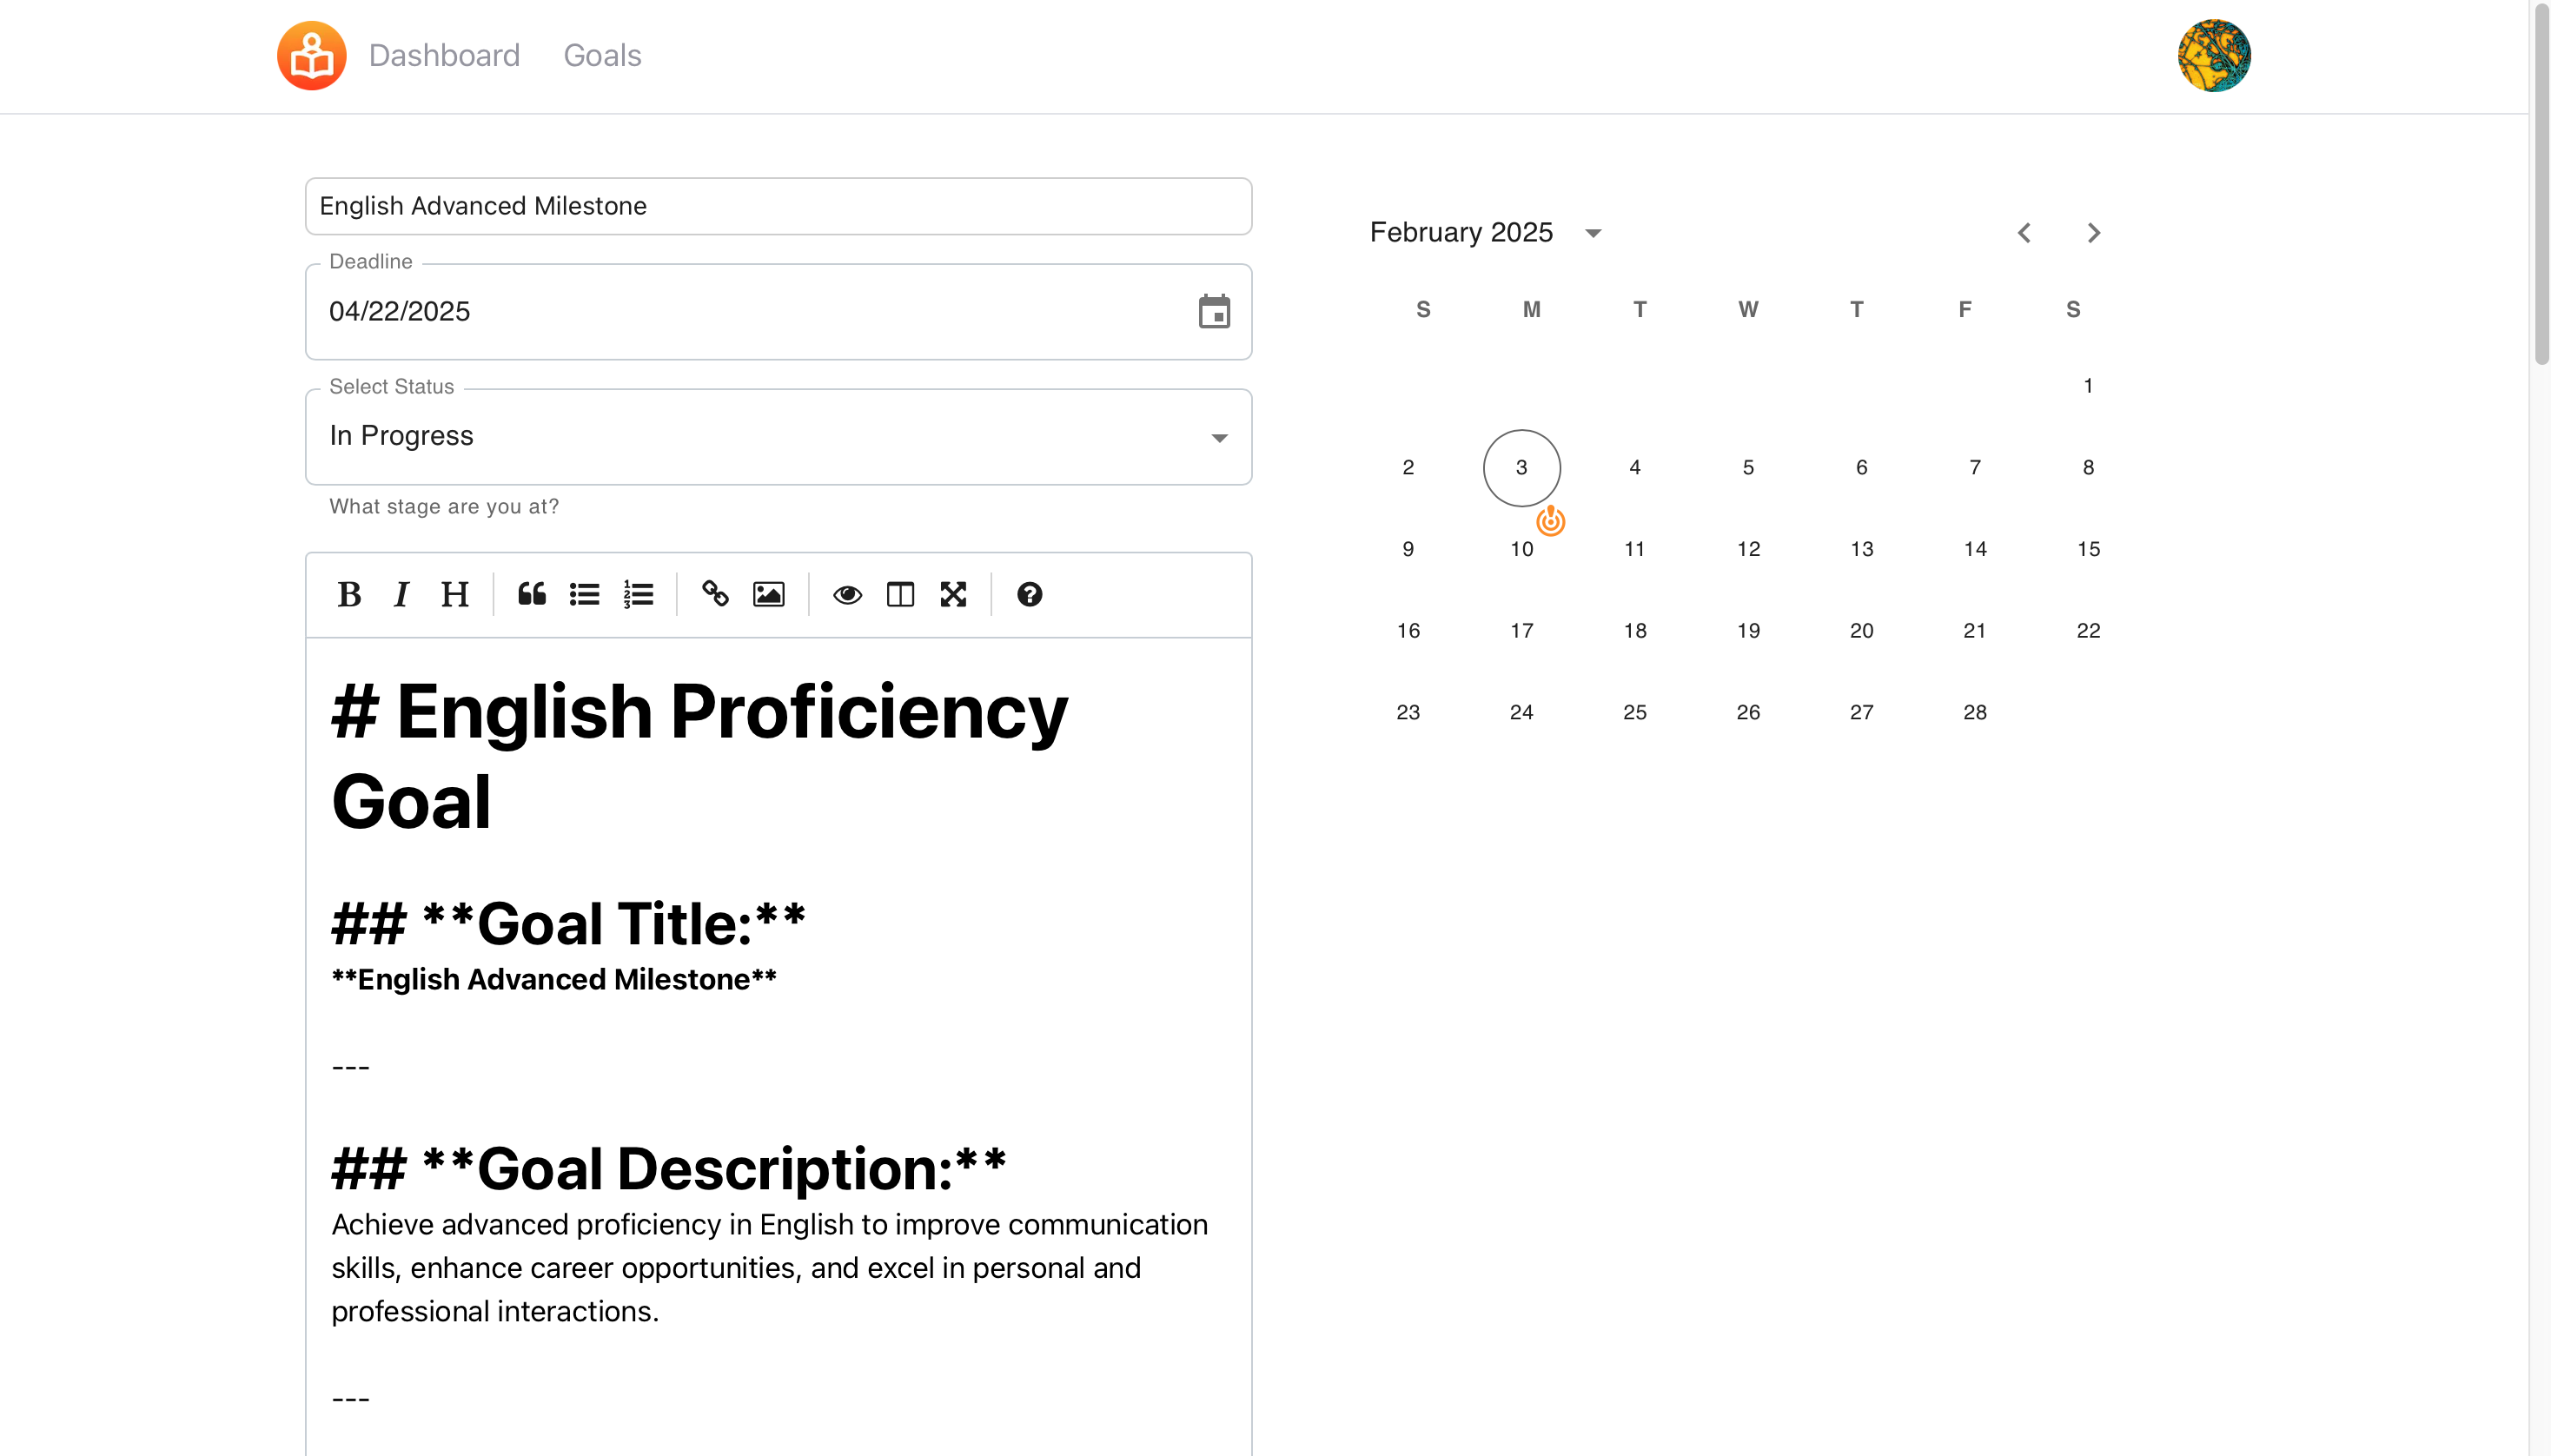 Dashboard Goals
English Advanced Milestone
Deadline
04/22/2025
Select Status
In Progress
What stage are you at?
B I H
# English Proficiency
Goal
## **Goal Title:**
**English Advanced Milestone**
---
## **Goal Description:**
Achieve advanced proficiency in English to improve communication
skills, enhance career opportunities, and excel in personal and
professional interactions.
---
February 2025
S M T W T F S
1
2 3 4 5 6 7 8
9 10 11 12 13 14 15
16 17 18 19 20 21 22
23 24 25 26 27 28